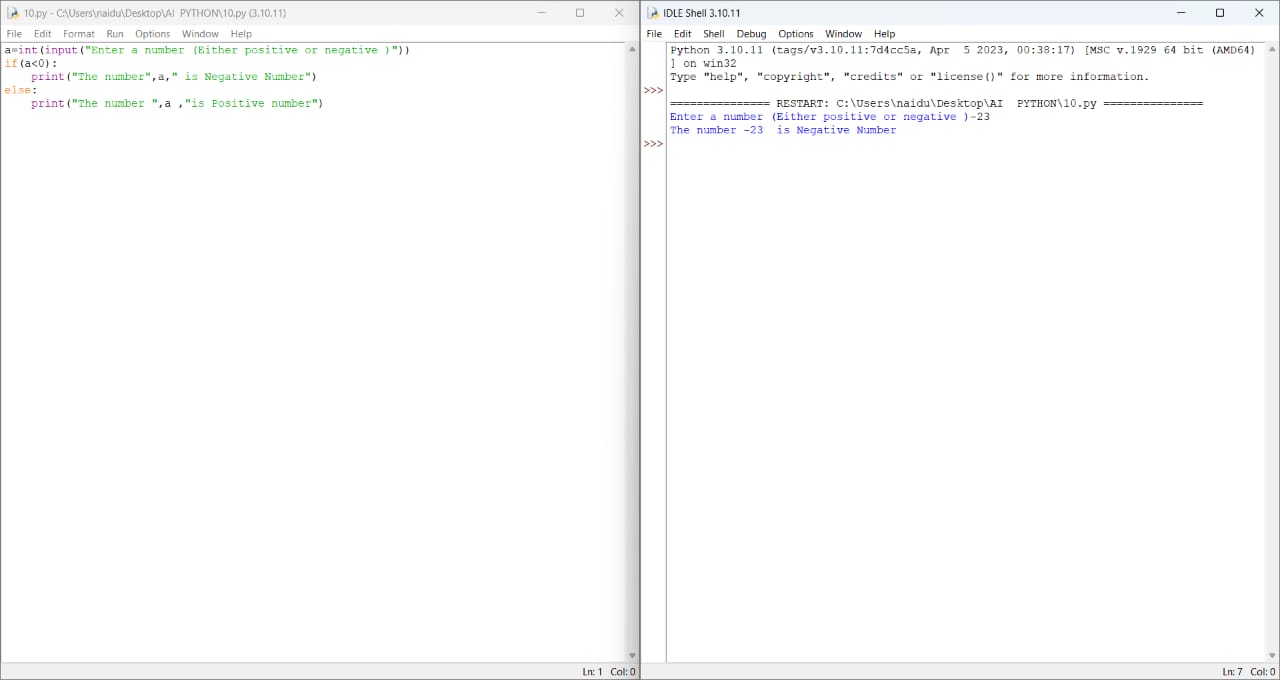 10.py - C:\Users\naidu\Desktop\AI  PYTHON\10.py (3.10.11)
File Edit Format Run Options Window Help
a=int(input("Enter a number (Either positive or negative )"))
if(a<0):
    print("The number",a," is Negative Number")
else:
    print("The number ",a ,"is Positive number")
Ln: 1 Col: 0
IDLE Shell 3.10.11
File Edit Shell Debug Options Window Help
Python 3.10.11 (tags/v3.10.11:7d4cc5a, Apr  5 2023, 00:38:17) [MSC v.1929 64 bit (AMD64)
] on win32
Type "help", "copyright", "credits" or "license()" for more information.
>>>
=============== RESTART: C:\Users\naidu\Desktop\AI  PYTHON\10.py ===============
Enter a number (Either positive or negative )-23
The number -23  is Negative Number
>>>
Ln: 7 Col: 0